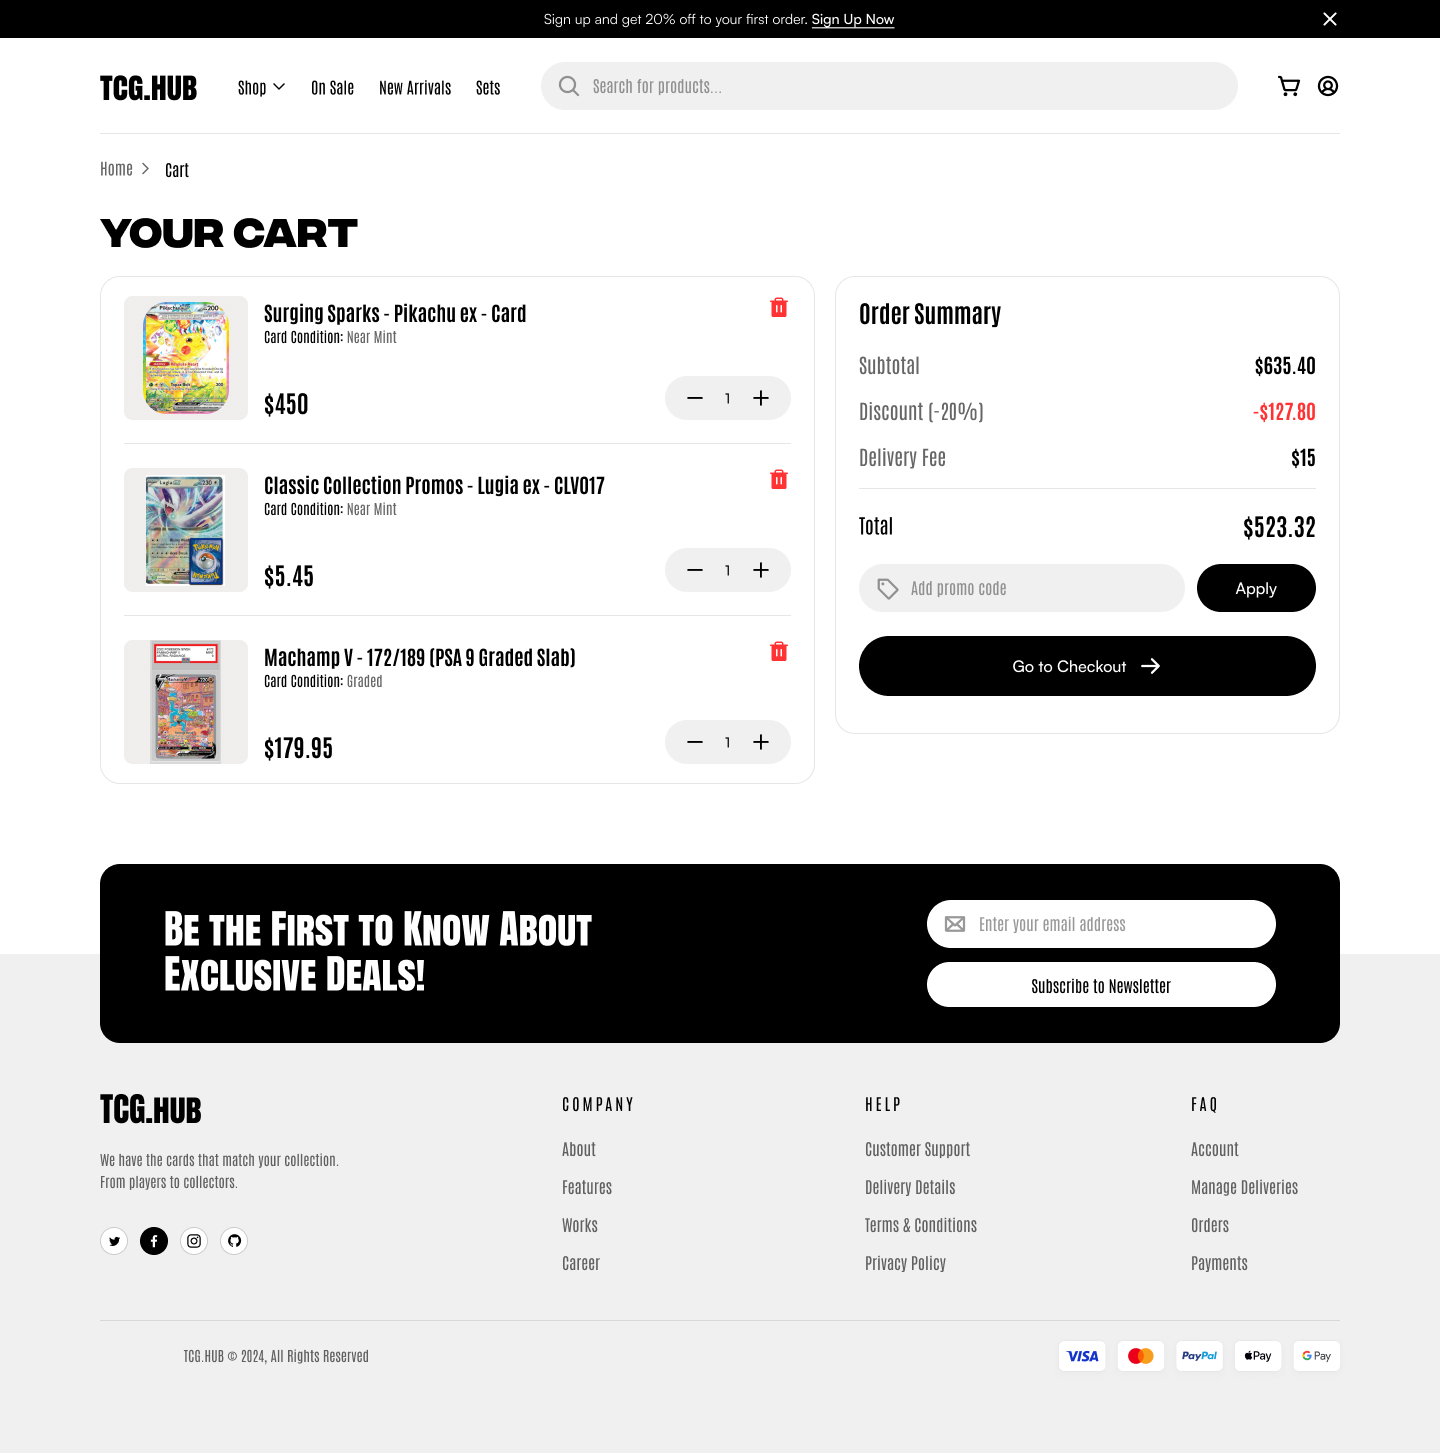 Sign up and get 20% off to your first order. Sign Up Now
TCG.HUB
Shop
On Sale
New Arrivals
Sets
Search for products...
Home
Cart
YOUR CART
Surging Sparks - Pikachu ex - Card
Card Condition: Near Mint
$450
1
Classic Collection Promos - Lugia ex - CLV017
Card Condition: Near Mint
$5.45
1
Machamp V - 172/189 (PSA 9 Graded Slab)
Card Condition: Graded
$179.95
1
Order Summary
Subtotal $635.40
Discount (-20%) -$127.80
Delivery Fee $15
Total $523.32
Add promo code
Apply
Go to Checkout
Be the First to Know About
Exclusive Deals!
Enter your email address
Subscribe to Newsletter
TCG.HUB
We have the cards that match your collection.
From players to collectors.
COMPANY
About
Features
Works
Career
HELP
Customer Support
Delivery Details
Terms & Conditions
Privacy Policy
FAQ
Account
Manage Deliveries
Orders
Payments
TCG.HUB © 2024, All Rights Reserved
VISA
PayPal
Pay
G Pay